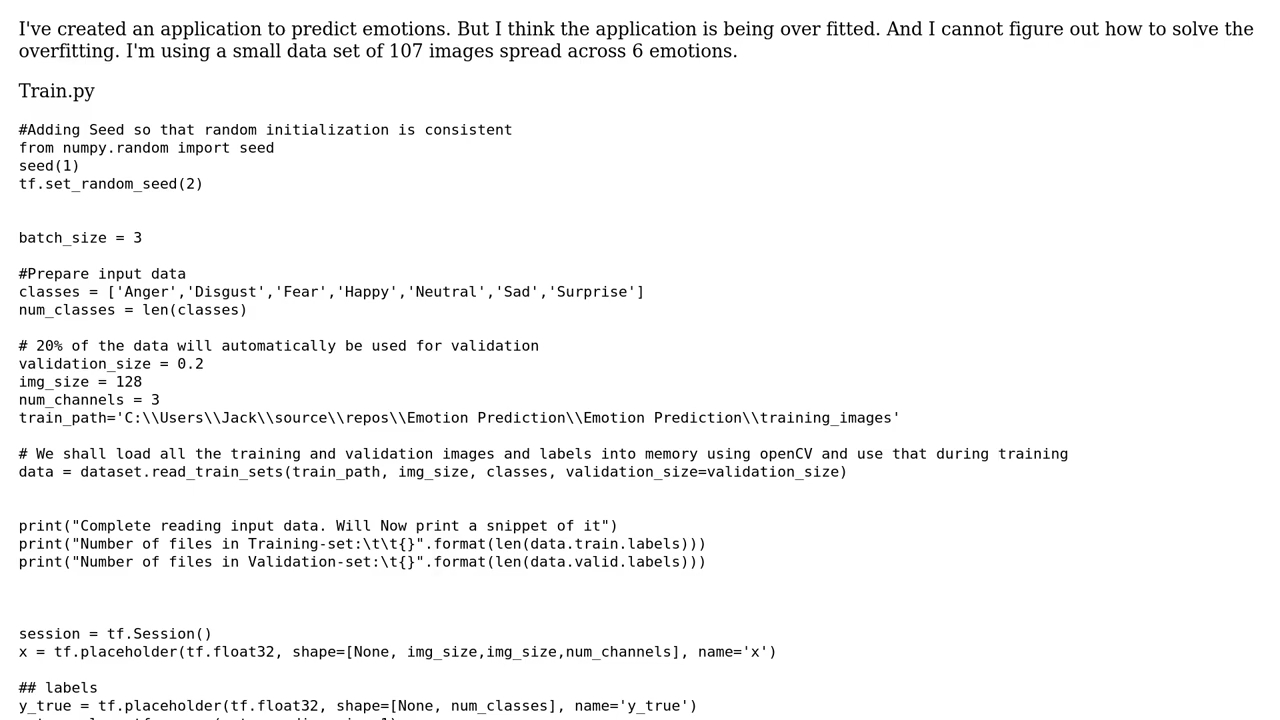 I've created an application to predict emotions. But I think the application is being over fitted. And I cannot figure out how to solve the
overfitting. I'm using a small data set of 107 images spread across 6 emotions.
Train.py
#Adding Seed so that random initialization is consistent
from numpy.random import seed
seed(1)
tf.set_random_seed(2)
batch_size = 3
#Prepare input data
classes = ['Anger','Disgust','Fear','Happy','Neutral','Sad','Surprise']
num_classes = len(classes)
# 20% of the data will automatically be used for validation
validation_size = 0.2
img_size = 128
num_channels = 3
train_path='C:\\Users\\Jack\\source\\repos\\Emotion Prediction\\Emotion Prediction\\training_images'
# We shall load all the training and validation images and labels into memory using openCV and use that during training
data = dataset.read_train_sets(train_path, img_size, classes, validation_size=validation_size)
print("Complete reading input data. Will Now print a snippet of it")
print("Number of files in Training-set:\t\t{}".format(len(data.train.labels)))
print("Number of files in Validation-set:\t{}".format(len(data.valid.labels)))
session = tf.Session()
x = tf.placeholder(tf.float32, shape=[None, img_size,img_size,num_channels], name='x')
## labels
y_true = tf.placeholder(tf.float32, shape=[None, num_classes], name='y_true')